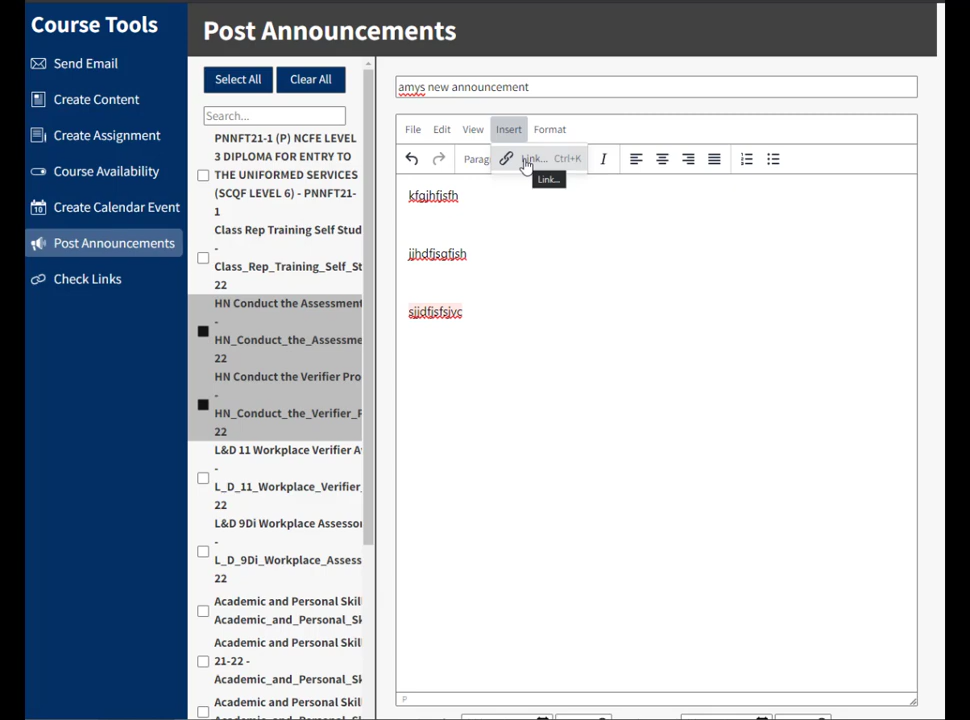 Course Tools
Send Email
Create Content
Create Assignment
Course Availability
10
Create Calendar Event
Post Announcements
Check Links
Post Announcements
Select All
Clear All
Search...
PNNFT21-1 (P) NCFE LEVEL
3 DIPLOMA FOR ENTRY TO
THE UNIFORMED SERVICES
(SCQF LEVEL 6) - PNNFT21-
1
Class Rep Training Self Stud
-
Class_Rep_Training_Self_St
22
HN Conduct the Assessment
-
HN_Conduct_the_Assessme
22
HN Conduct the Verifier Pro
-
HN_Conduct_the_Verifier_P
22
L&D 11 Workplace Verifier A
-
L_D_11_Workplace_Verifier_
22
L&D 9Di Workplace Assessor
-
L_D_9Di_Workplace_Assess
22
Academic and Personal Skil
Academic_and_Personal_Sk
Academic and Personal Skil
21-22 -
Academic_and_Personal_Sk
Academic and Personal Skil
amys new announcement
File Edit View Insert Format
Parag
Link... Ctrl+K
I
Link...
kfgjhfjsfh
jjhdfjsgfjsh
sjjdfjsfsjvc
P